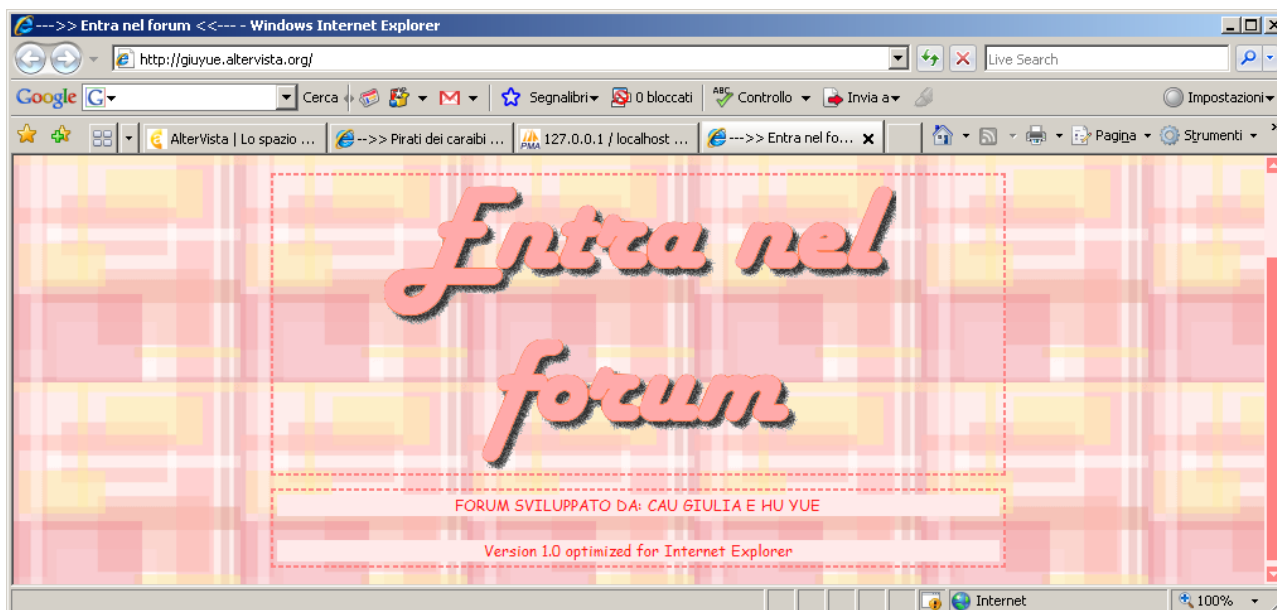 --->> Entra nel forum <<--- - Windows Internet Explorer
http://giuyue.altervista.org/
Live Search
Google G Cerca Segnalibri 0 bloccati ABC Controllo Invia a Impostazioni
AlterVista | Lo spazio ... -->> Pirati dei caraibi ... PMA 127.0.0.1 / localhost ... --->> Entra nel fo... Pagina Strumenti
Entra nel
forum
FORUM SVILUPPATO DA: CAU GIULIA E HU YUE
Version 1.0 optimized for Internet Explorer
Internet 100%